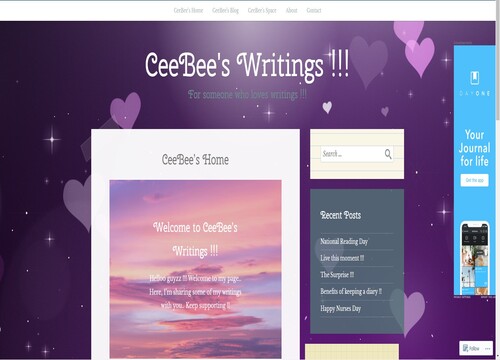 CeeBee's Home CeeBee's Blog CeeBee's Space About Contact
CeeBee's Writings !!!
For someone who loves writings !!!
CeeBee's Home
Welcome to CeeBee's
Writings !!!
Helloo guyzz !!! Welcome to my page..
Here, I'm sharing some of my writings
with you.. Keep supporting !!
Search ...
Recent Posts
National Reading Day
Live this moment !!!
The Surprise !!!
Benefits of keeping a diary !!
Happy Nurses Day
DAY ONE
Your
Journal
for life
Get the app
Follow